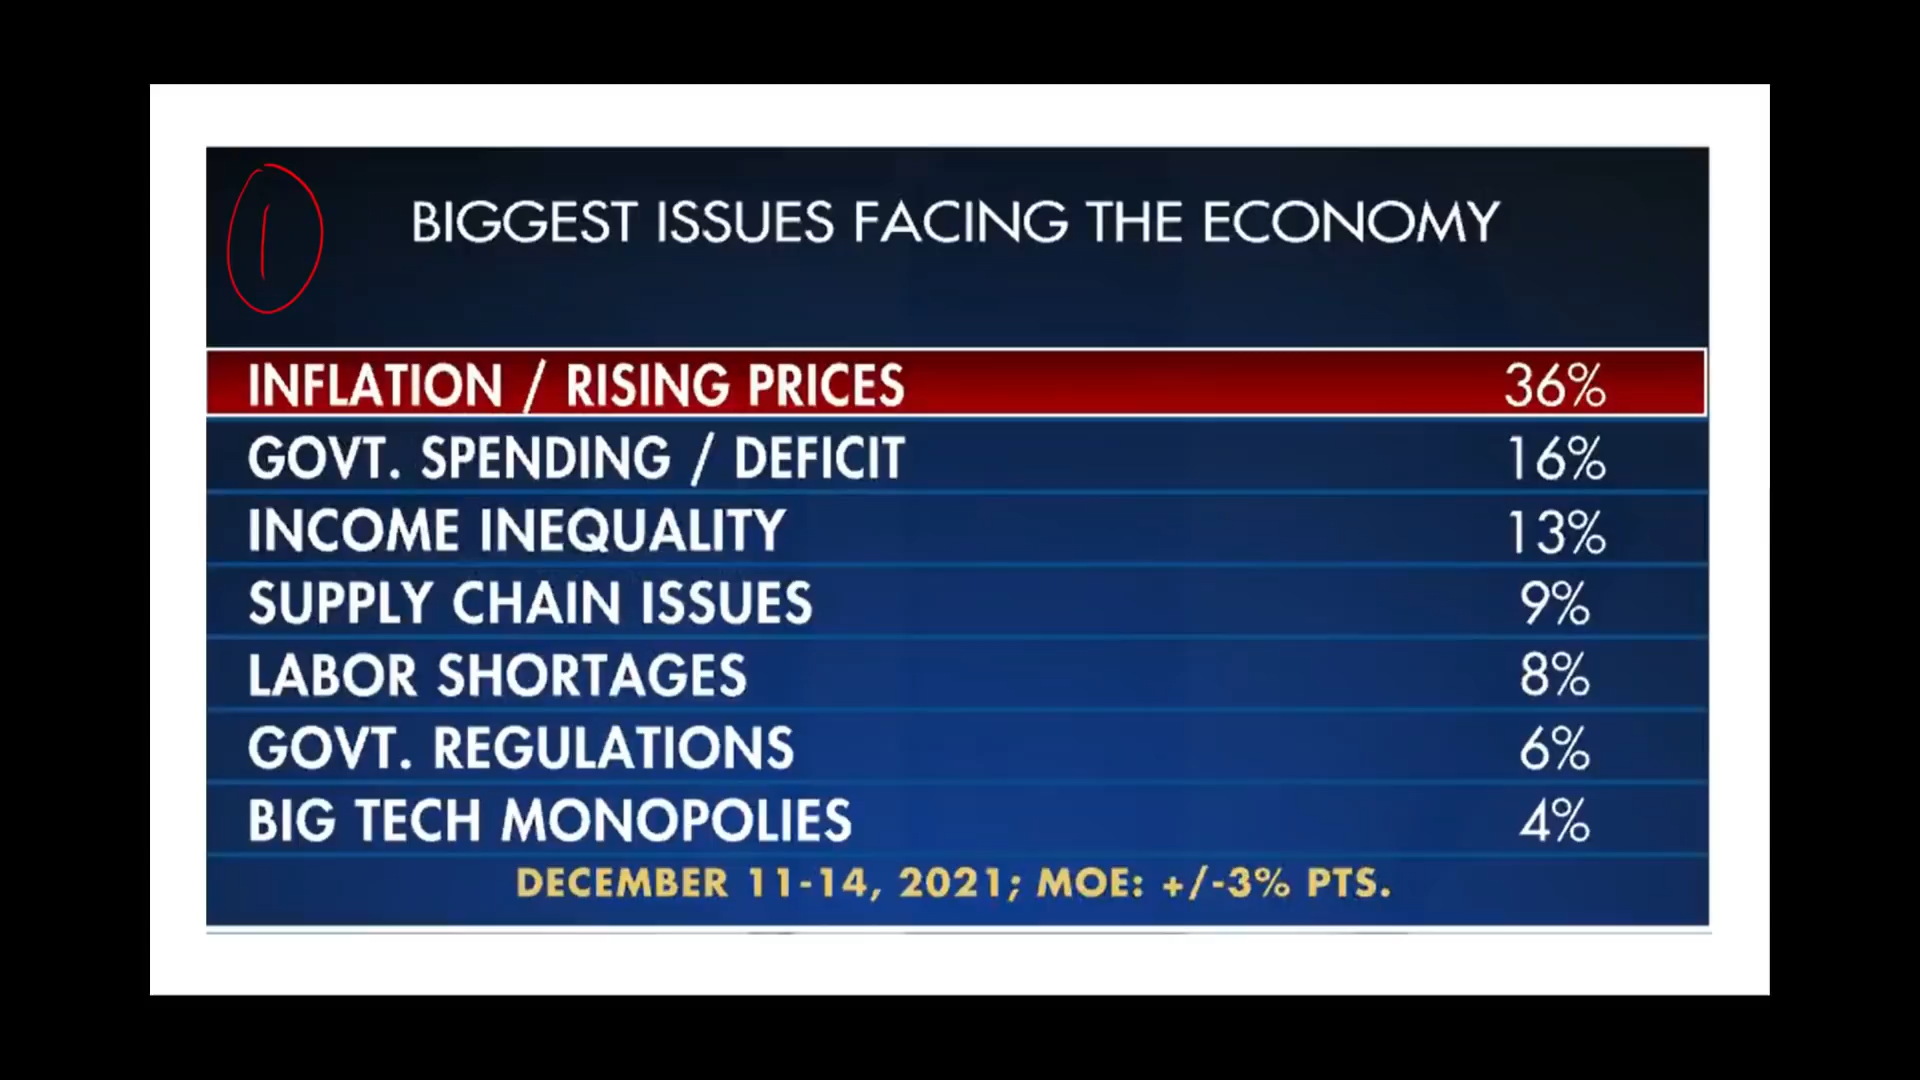 1
BIGGEST ISSUES FACING THE ECONOMY
INFLATION / RISING PRICES 36%
GOVT. SPENDING / DEFICIT 16%
INCOME INEQUALITY 13%
SUPPLY CHAIN ISSUES 9%
LABOR SHORTAGES 8%
GOVT. REGULATIONS 6%
BIG TECH MONOPOLIES 4%
DECEMBER 11-14, 2021; MOE: +/-3% PTS.